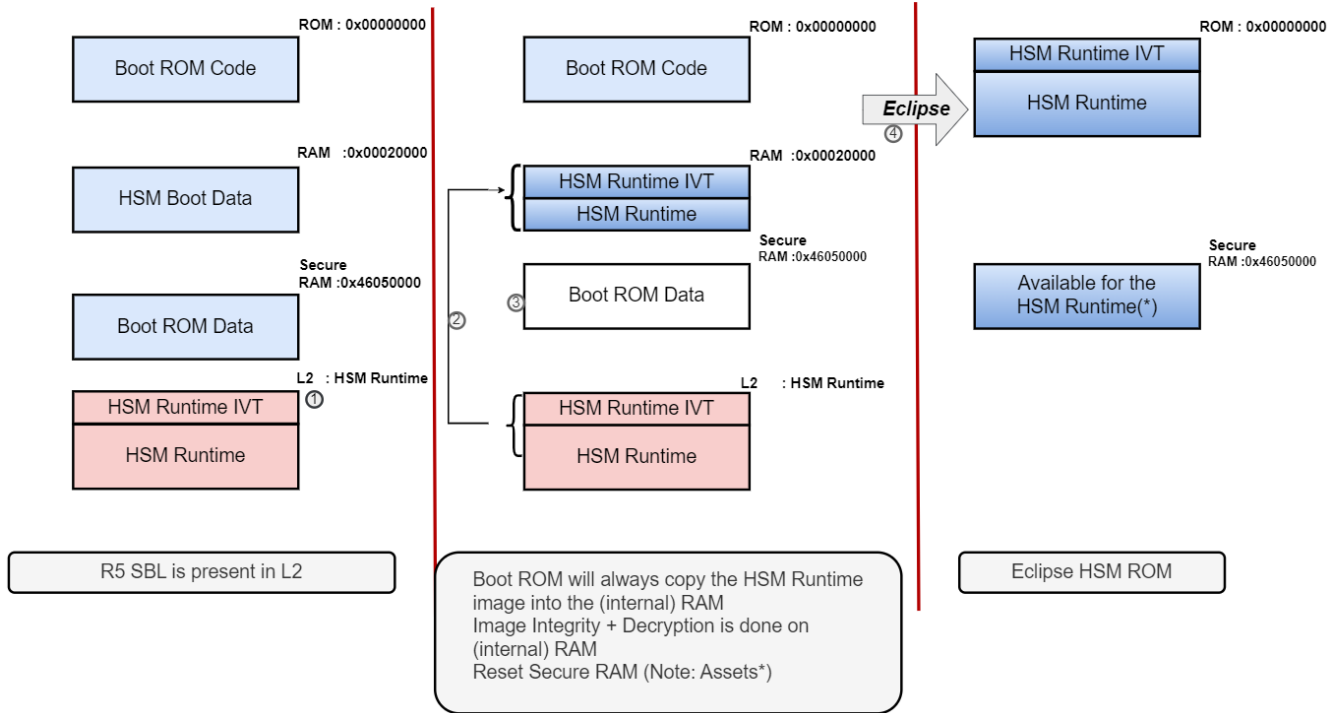 ROM : 0x00000000
Boot ROM Code
RAM :0x00020000
HSM Boot Data
Secure
RAM :0x46050000
Boot ROM Data
L2 : HSM Runtime
HSM Runtime IVT
①
HSM Runtime
R5 SBL is present in L2
ROM : 0x00000000
Boot ROM Code
RAM :0x00020000
HSM Runtime IVT
HSM Runtime
Secure
RAM :0x46050000
Boot ROM Data
③
②
L2 : HSM Runtime
HSM Runtime IVT
HSM Runtime
Boot ROM will always copy the HSM Runtime
image into the (internal) RAM
Image Integrity + Decryption is done on
(internal) RAM
Reset Secure RAM (Note: Assets*)
Eclipse
④
ROM : 0x00000000
HSM Runtime IVT
HSM Runtime
Secure
RAM :0x46050000
Available for the
HSM Runtime(*)
Eclipse HSM ROM